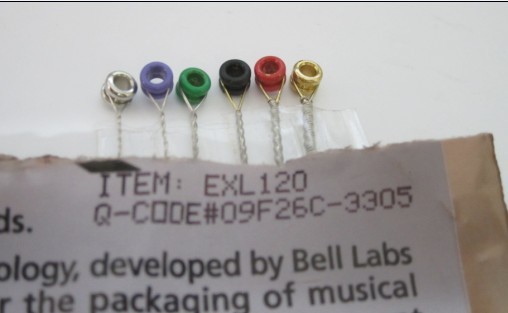 ITEM: EXL120
Q-CODE#09F26C-3305
ds.
ology, developed by Bell Labs
r the packaging of musical